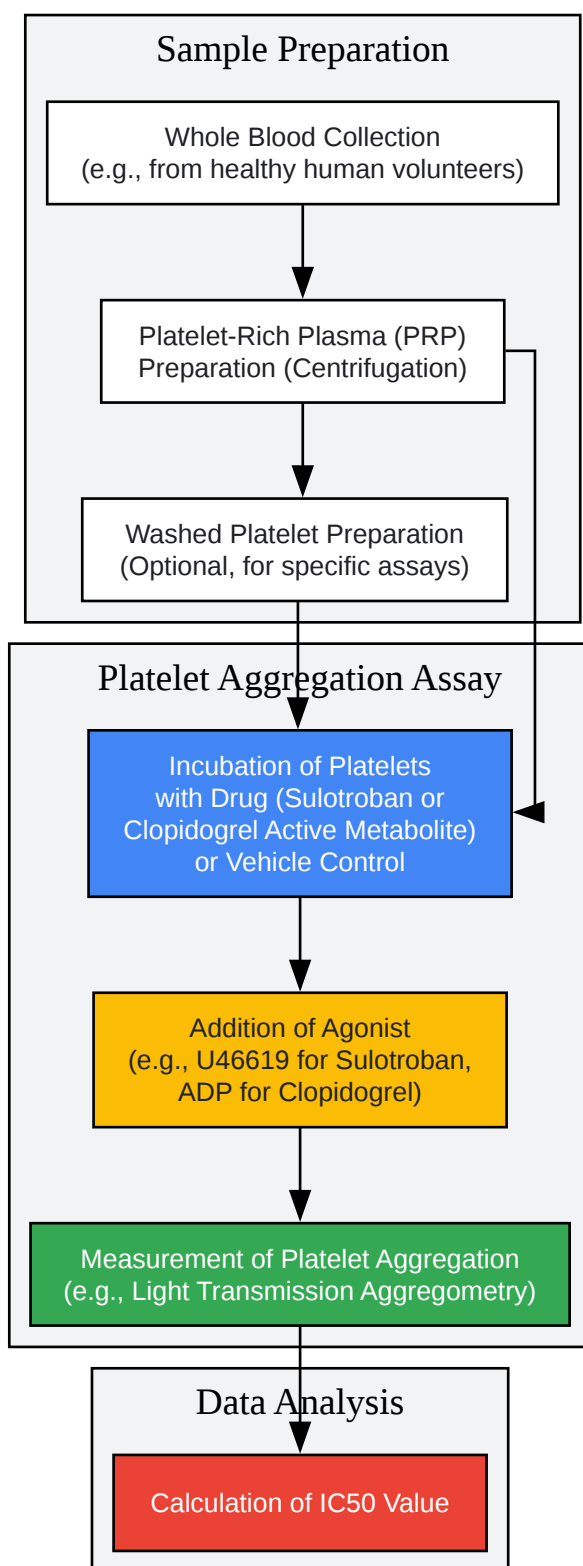 Sample Preparation
Whole Blood Collection
(e.g., from healthy human volunteers)
Platelet-Rich Plasma (PRP)
Preparation (Centrifugation)
Washed Platelet Preparation
(Optional, for specific assays)
Platelet Aggregation Assay
Incubation of Platelets
with Drug (Sulotroban or
Clopidogrel Active Metabolite)
or Vehicle Control
Addition of Agonist
(e.g., U46619 for Sulotroban,
ADP for Clopidogrel)
Measurement of Platelet Aggregation
(e.g., Light Transmission Aggregometry)
Data Analysis
Calculation of IC50 Value